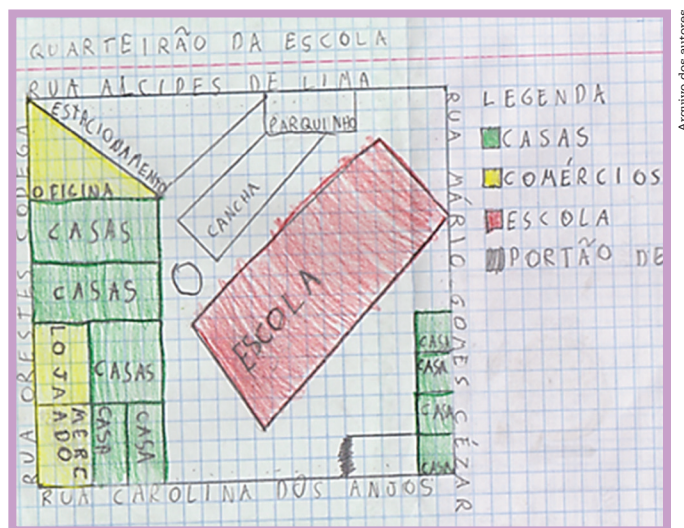 QUARTEIRÃO DA ESCOLA
RUA ALCIDES DE LIMA
ESTACIONAMENTO
PARQUINHO
OFICINA
CANCHA
CASAS
CASAS
LOJA
CASAS
MERC
ADO
CASA
CASA
ESCOLA
CASA
CASA
CASA
CASA
RUA ORESTES CODEGA
RUA MÁRIO GOMES CÉZAR
RUA CAROLINA DOS ANJOS
LEGENDA
CASAS
COMÉRCIOS
ESCOLA
PORTÃO DE
Arquivo dos autores